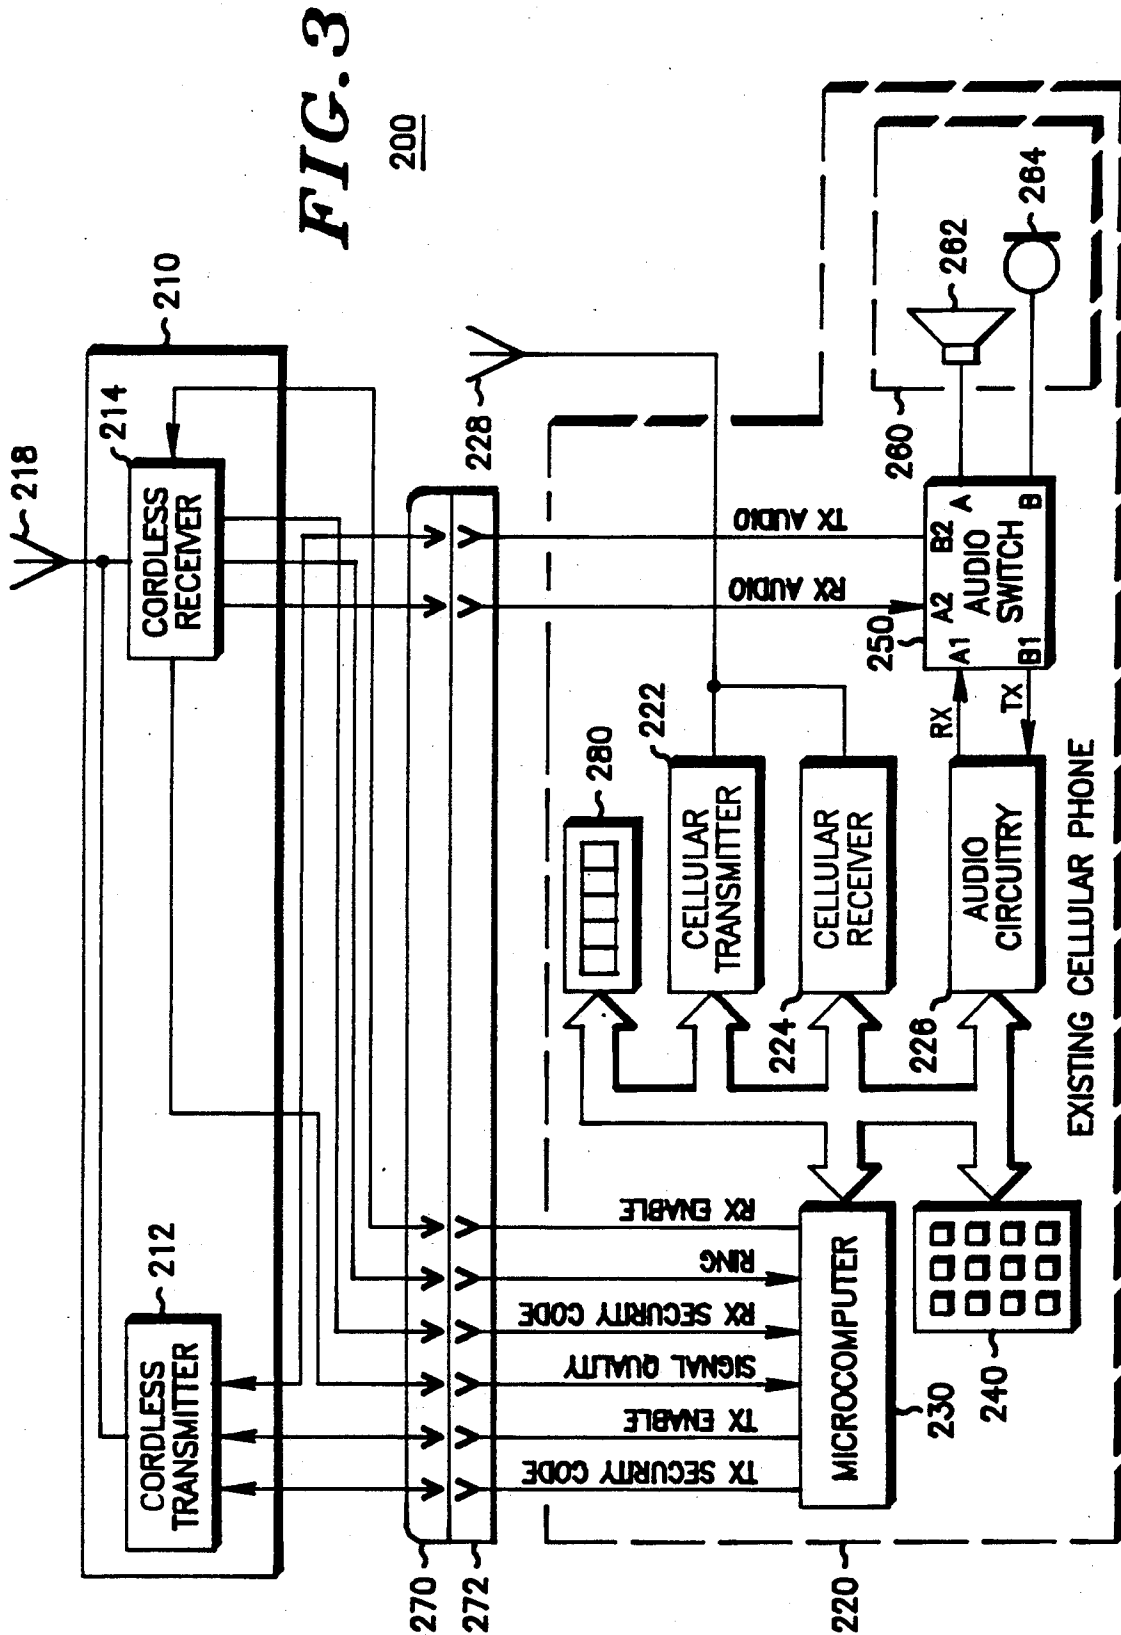 FIG.3
200
218
210
214
CORDLESS
RECEIVER
212
CORDLESS
TRANSMITTER
270
272
228
TX SECURITY CODE
TX ENABLE
SIGNAL QUALITY
RX SECURITY CODE
RING
RX ENABLE
RX AUDIO
TX AUDIO
280
222
CELLULAR
TRANSMITTER
224
CELLULAR
RECEIVER
226
AUDIO
CIRCUITRY
RX
TX
250
A1
A2
B2
A
B1
B
AUDIO
SWITCH
260
262
264
MICROCOMPUTER
230
240
220
EXISTING CELLULAR PHONE